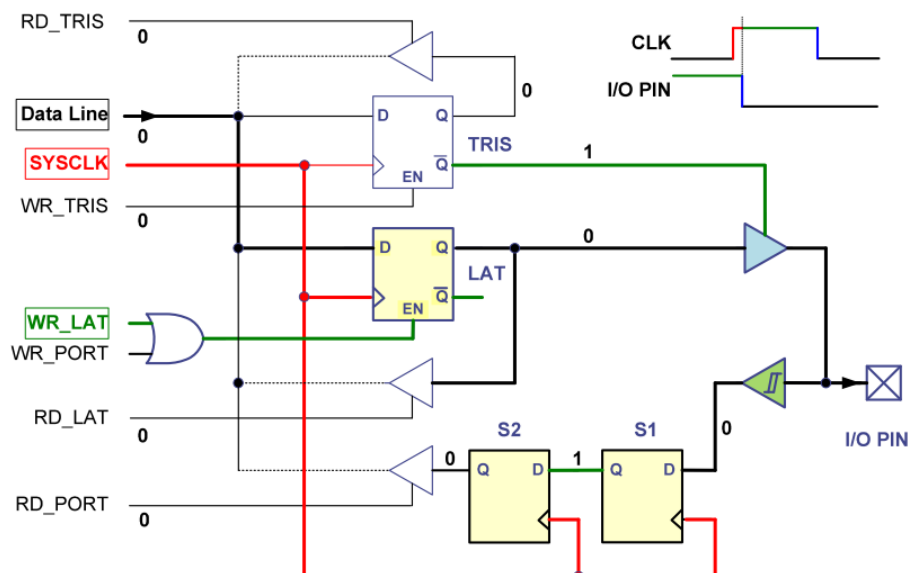 RD_TRIS
0
CLK
I/O PIN
0
Data Line
0
D Q
TRIS
SYSCLK
Q
1
EN
WR_TRIS
0
D Q
0
LAT
Q
EN
WR_LAT
WR_PORT
RD_LAT
0
I/O PIN
S2
S1
0
0
Q D
1
Q D
RD_PORT
0